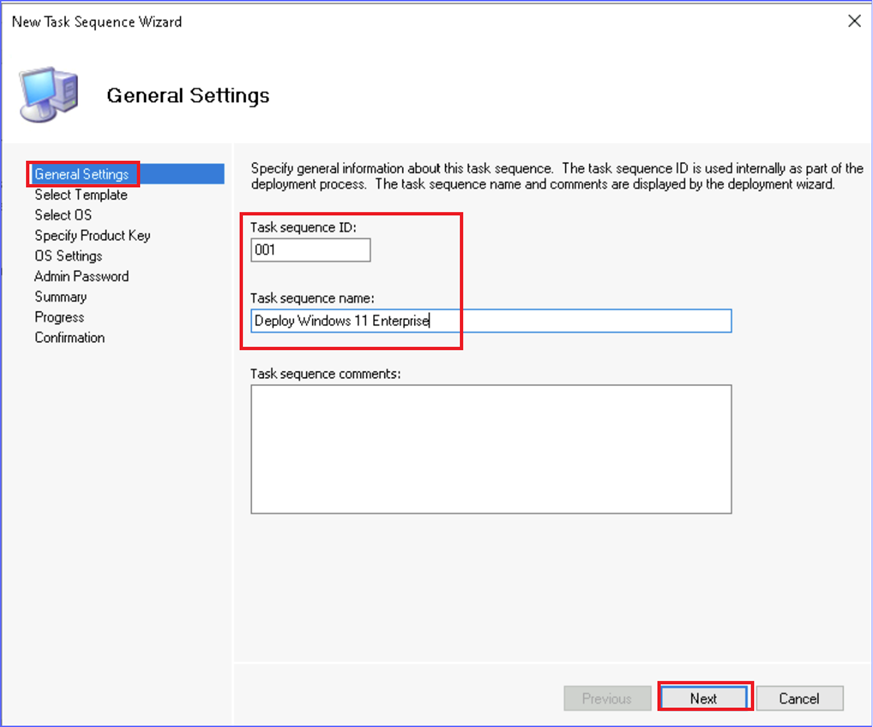 New Task Sequence Wizard
General Settings
General Settings
Select Template
Select OS
Specify Product Key
OS Settings
Admin Password
Summary
Progress
Confirmation
Specify general information about this task sequence. The task sequence ID is used internally as part of the
deployment process. The task sequence name and comments are displayed by the deployment wizard.
Task sequence ID:
001
Task sequence name:
Deploy Windows 11 Enterprise
Task sequence comments:
Previous
Next
Cancel